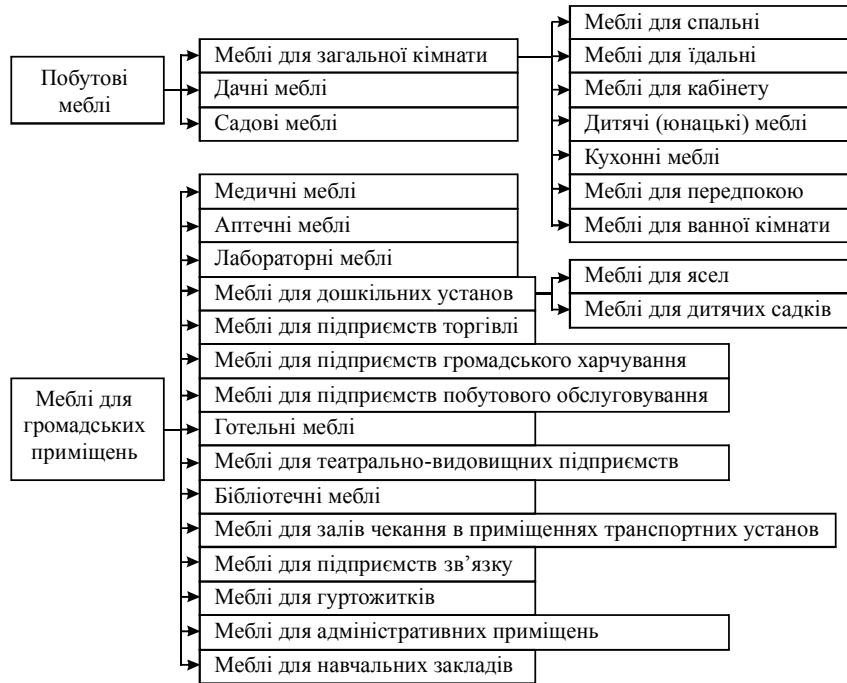 Побутові
меблі
Меблі для загальної кімнати
Дачні меблі
Садові меблі
Меблі для спальні
Меблі для їдальні
Меблі для кабінету
Дитячі (юнацькі) меблі
Кухонні меблі
Меблі для передпокою
Меблі для ванної кімнати
Меблі для
громадських
приміщень
Медичні меблі
Аптечні меблі
Лабораторні меблі
Меблі для дошкільних установ
Меблі для підприємств торгівлі
Меблі для підприємств громадського харчування
Меблі для підприємств побутового обслуговування
Готельні меблі
Меблі для театрально-видовищних підприємств
Бібліотечні меблі
Меблі для залів чекання в приміщеннях транспортних установ
Меблі для підприємств зв’язку
Меблі для гуртожитків
Меблі для адміністративних приміщень
Меблі для навчальних закладів
Меблі для ясел
Меблі для дитячих садків